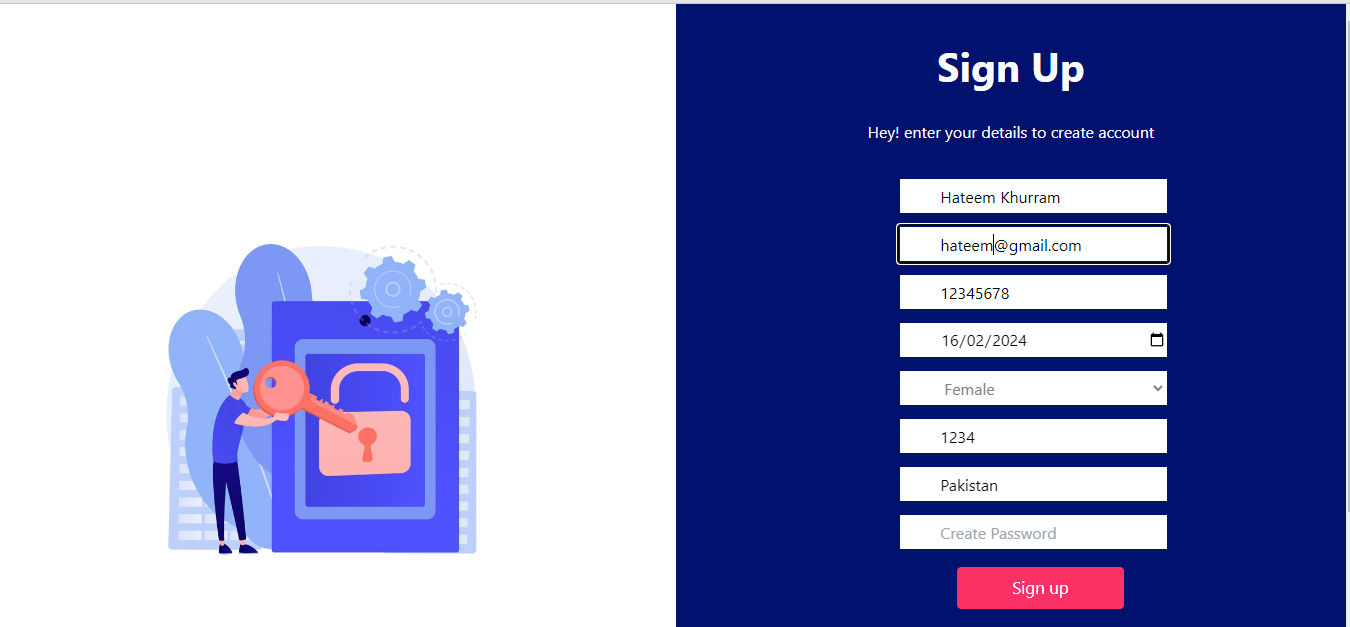 Sign Up
Hey! enter your details to create account
Hateem Khurram
hateem@gmail.com
12345678
16/02/2024
Female
1234
Pakistan
Create Password
Sign up